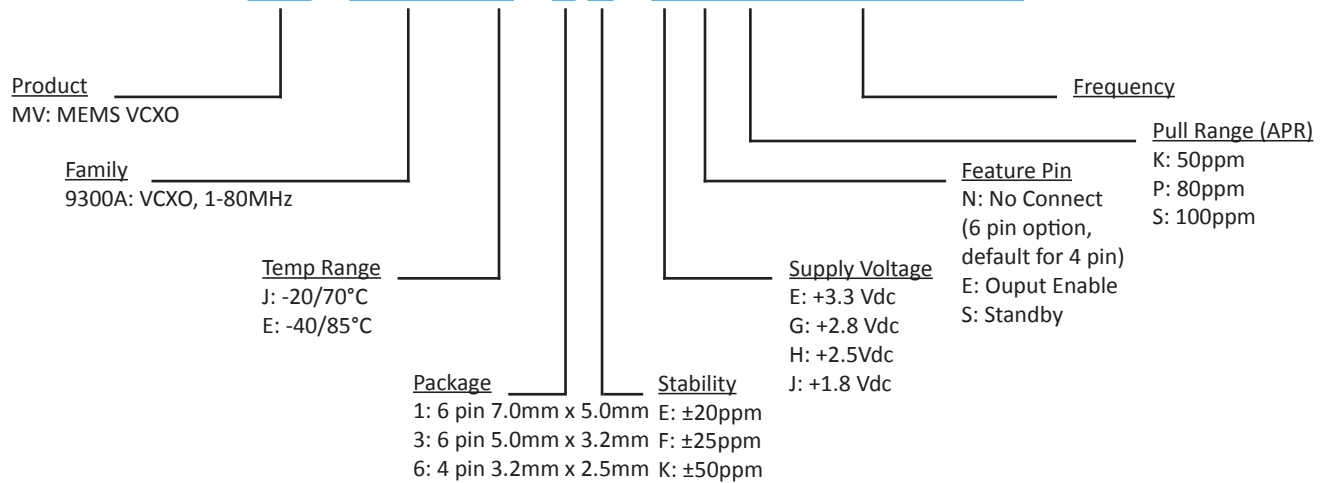 Product
MV: MEMS VCXO
Family
9300A: VCXO, 1-80MHz
Temp Range
J: -20/70°C
E: -40/85°C
Package
1: 6 pin 7.0mm x 5.0mm
3: 6 pin 5.0mm x 3.2mm
6: 4 pin 3.2mm x 2.5mm
Stability
E: ±20ppm
F: ±25ppm
K: ±50ppm
Supply Voltage
E: +3.3 Vdc
G: +2.8 Vdc
H: +2.5Vdc
J: +1.8 Vdc
Feature Pin
N: No Connect
(6 pin option,
default for 4 pin)
E: Ouput Enable
S: Standby
Pull Range (APR)
K: 50ppm
P: 80ppm
S: 100ppm
Frequency